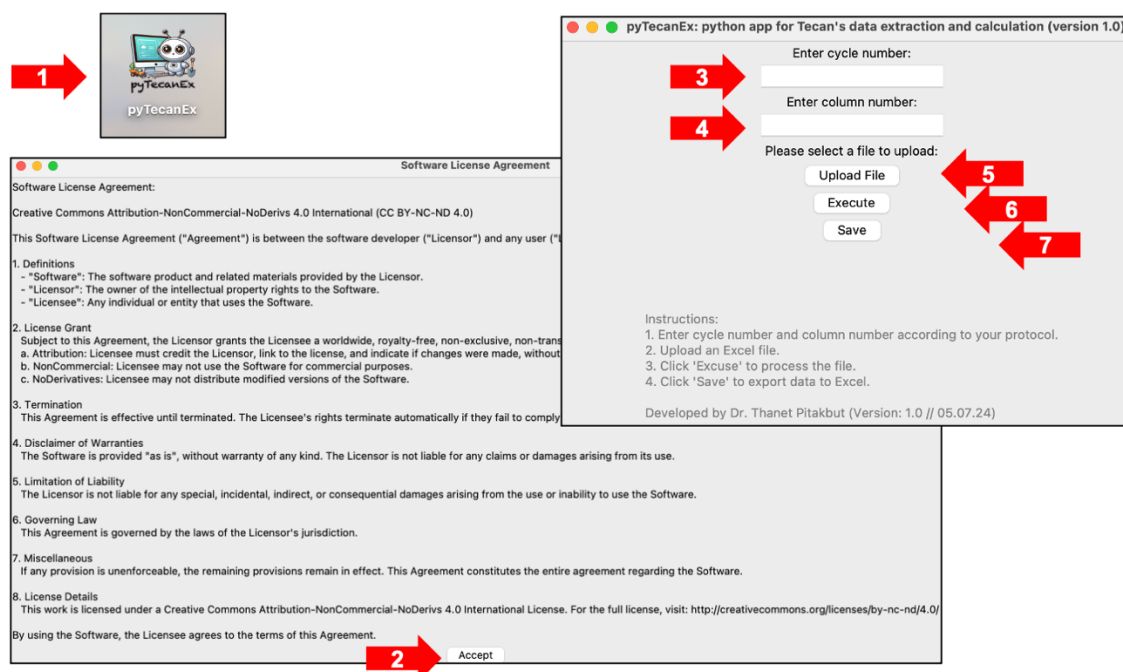 1
pyTecanEx
pyTecanEx
pyTecanEx: python app for Tecan's data extraction and calculation (version 1.0)
Enter cycle number:
3
Enter column number:
4
Please select a file to upload:
Upload File
5
Execute
6
Save
7
Instructions:
1. Enter cycle number and column number according to your protocol.
2. Upload an Excel file.
3. Click 'Excuse' to process the file.
4. Click 'Save' to export data to Excel.
Developed by Dr. Thanet Pitakbut (Version: 1.0 // 05.07.24)
Software License Agreement
Software License Agreement:
Creative Commons Attribution-NonCommercial-NoDerivs 4.0 International (CC BY-NC-ND 4.0)
This Software License Agreement ("Agreement") is between the software developer ("Licensor") and any user
1. Definitions
- "Software": The software product and related materials provided by the Licensor.
- "Licensor": The owner of the intellectual property rights to the Software.
- "Licensee": Any individual or entity that uses the Software.
2. License Grant
Subject to this Agreement, the Licensor grants the Licensee a worldwide, royalty-free, non-exclusive, non-trans
a. Attribution: Licensee must credit the Licensor, link to the license, and indicate if changes were made, without
b. NonCommercial: Licensee may not use the Software for commercial purposes.
c. NoDerivatives: Licensee may not distribute modified versions of the Software.
3. Termination
This Agreement is effective until terminated. The Licensee's rights terminate automatically if they fail to comply
4. Disclaimer of Warranties
The Software is provided "as is", without warranty of any kind. The Licensor is not liable for any claims or damages arising from its use.
5. Limitation of Liability
The Licensor is not liable for any special, incidental, indirect, or consequential damages arising from the use or inability to use the Software.
6. Governing Law
This Agreement is governed by the laws of the Licensor's jurisdiction.
7. Miscellaneous
If any provision is unenforceable, the remaining provisions remain in effect. This Agreement constitutes the entire agreement regarding the Software.
8. License Details
This work is licensed under a Creative Commons Attribution-NonCommercial-NoDerivs 4.0 International License. For the full license, visit: http://creativecommons.org/licenses/by-nc-nd/4.0/
By using the Software, the Licensee agrees to the terms of this Agreement.
2
Accept